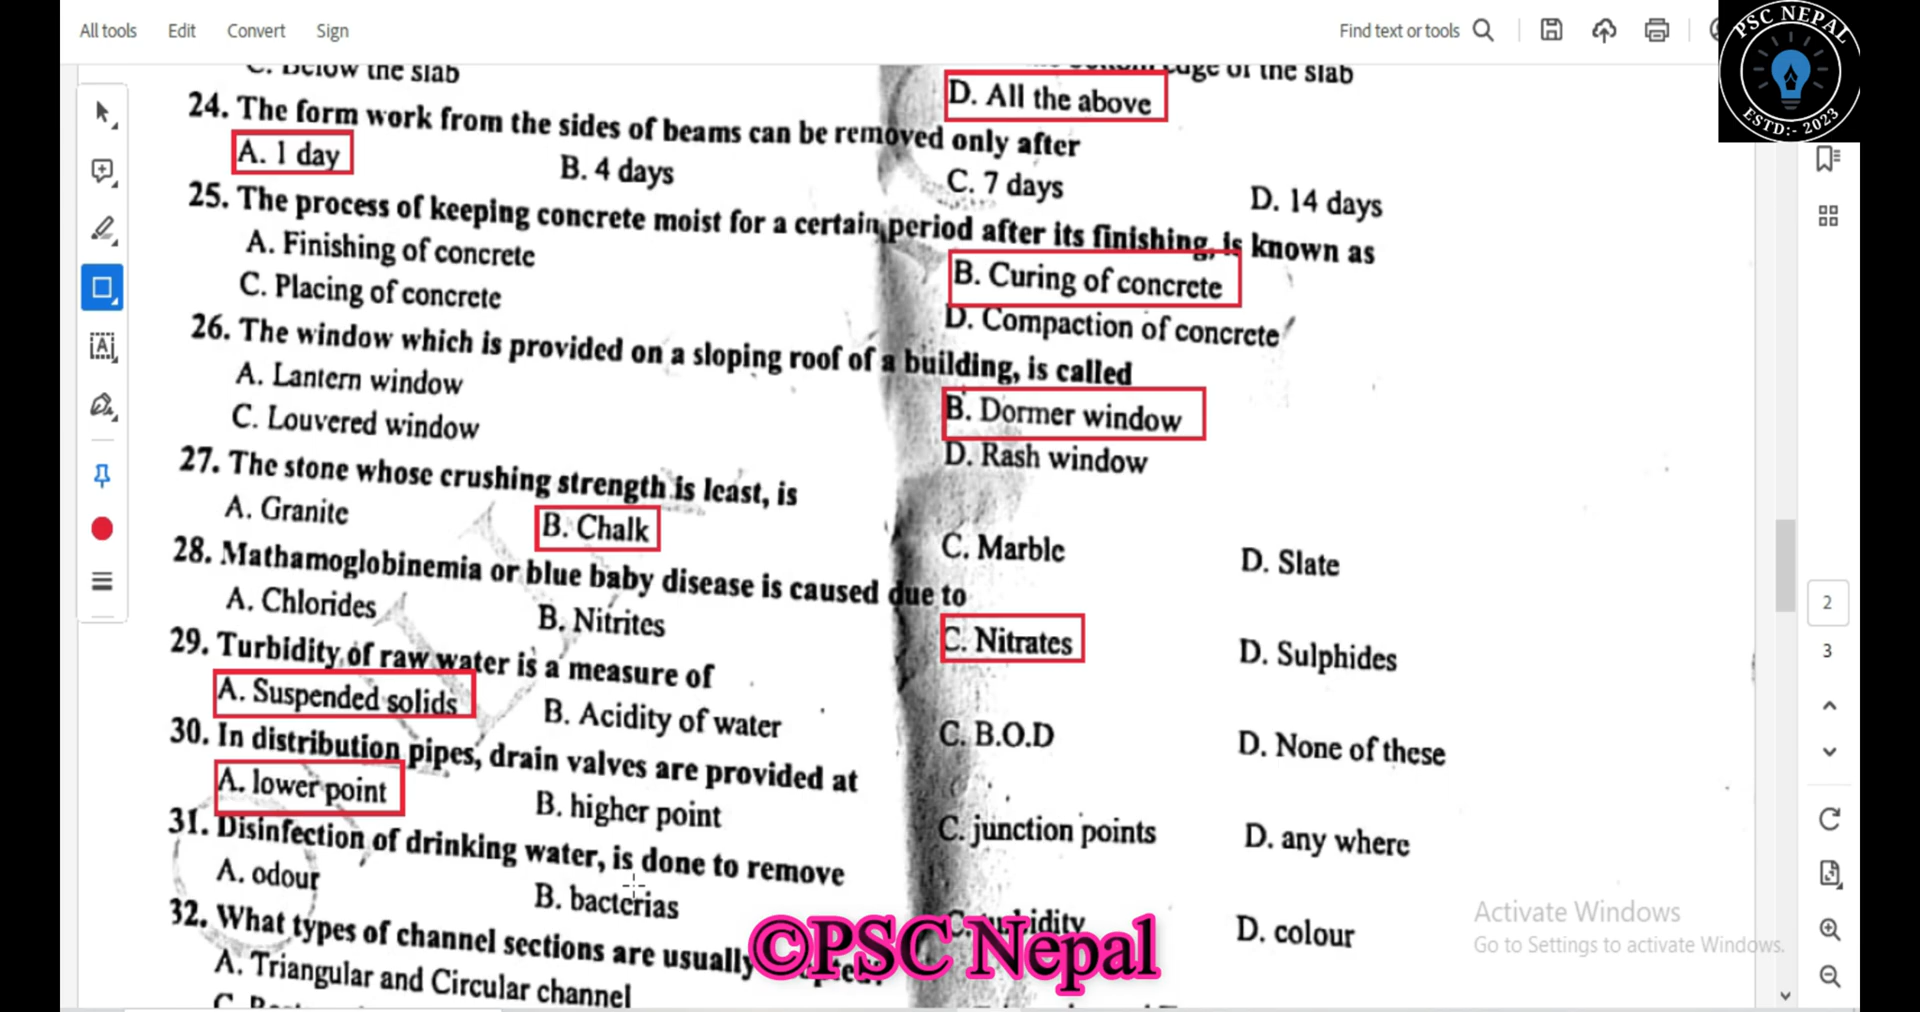 All tools Edit Convert Sign Find text or tools
PSC NEPAL
ESTD:- 2023
C. Below the slab edge of the slab
D. All the above
24. The form work from the sides of beams can be removed only after
A. 1 day B. 4 days C. 7 days D. 14 days
25. The process of keeping concrete moist for a certain period after its finishing, is known as
A. Finishing of concrete B. Curing of concrete
C. Placing of concrete D. Compaction of concrete
26. The window which is provided on a sloping roof of a building, is called
A. Lantern window B. Dormer window
C. Louvered window D. Rash window
27. The stone whose crushing strength is least, is
A. Granite B. Chalk C. Marble D. Slate
28. Mathamoglobinemia or blue baby disease is caused due to
A. Chlorides B. Nitrites C. Nitrates D. Sulphides
29. Turbidity of raw water is a measure of
A. Suspended solids B. Acidity of water C. B.O.D D. None of these
30. In distribution pipes, drain valves are provided at
A. lower point B. higher point C. junction points D. any where
31. Disinfection of drinking water, is done to remove
A. odour B. bacterias C. turbidity D. colour
32. What types of channel sections are usually
A. Triangular and Circular channel
©PSC Nepal
Activate Windows
Go to Settings to activate Windows.
2
3